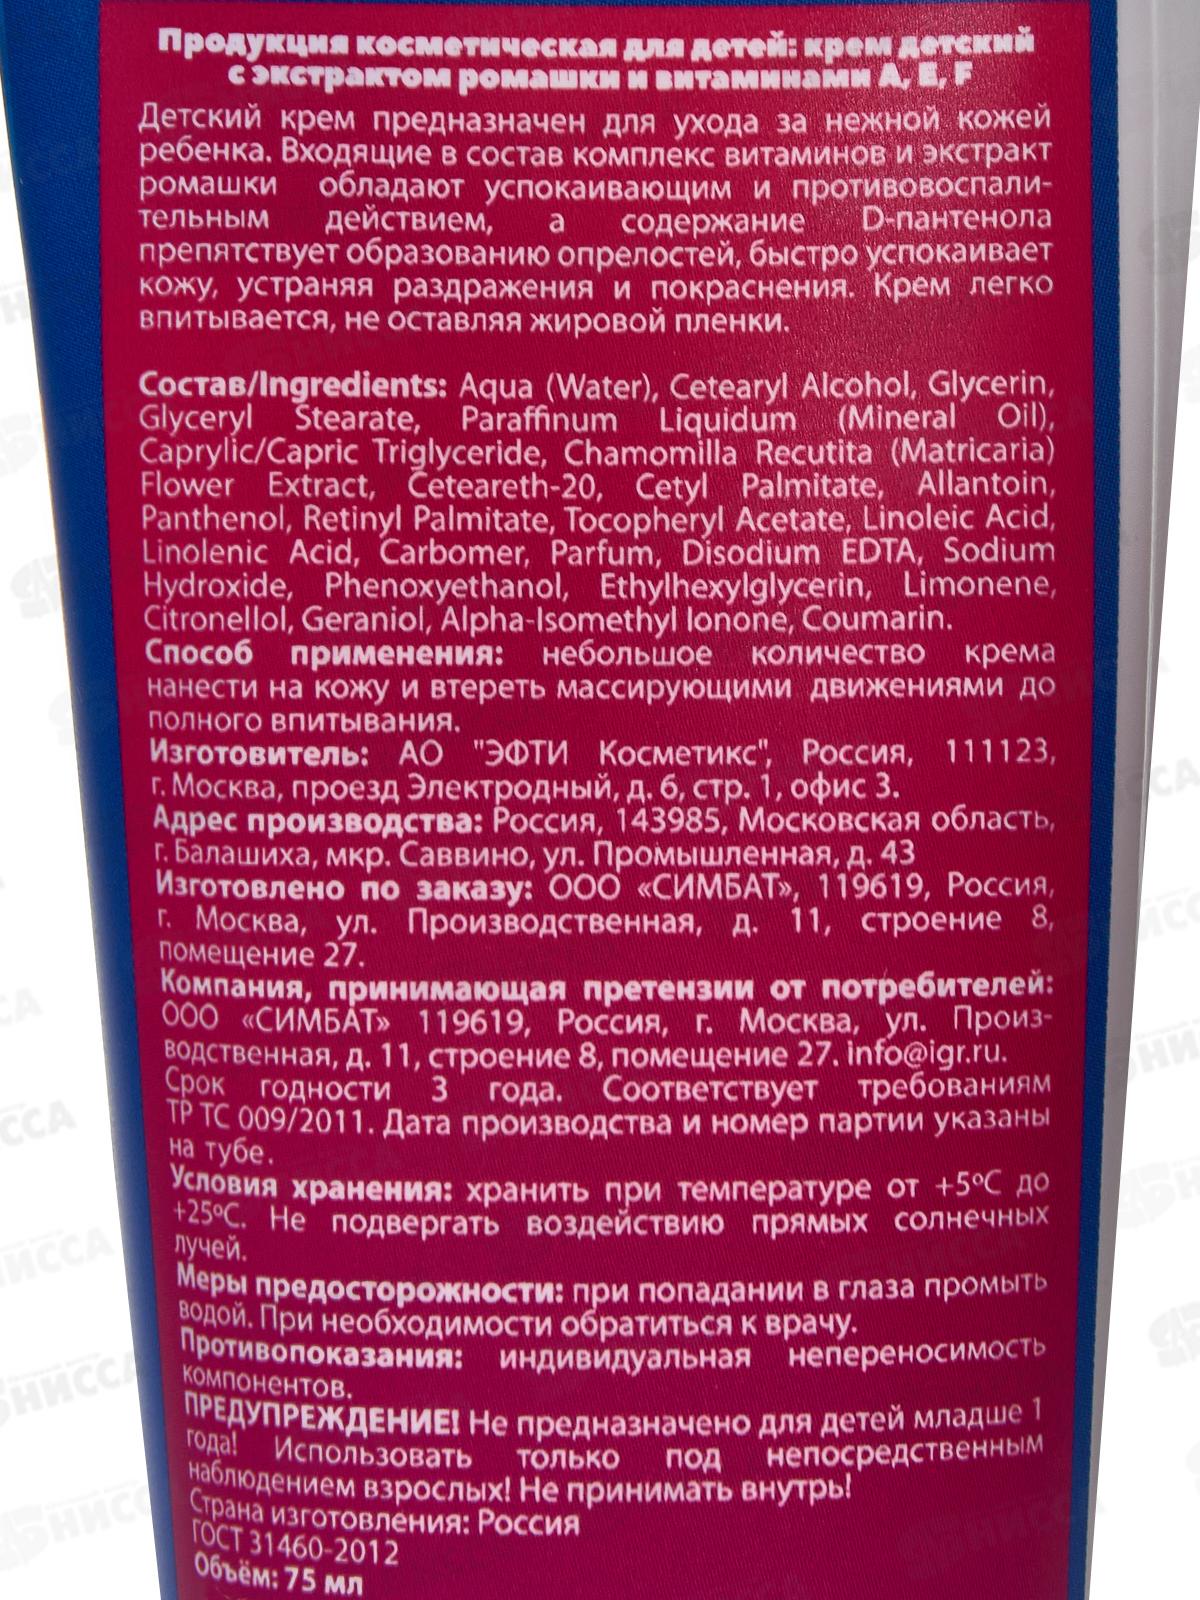 Продукция косметическая для детей: крем детский
с экстрактом ромашки и витаминами А, Е, F
Детский крем предназначен для ухода за нежной кожей
ребенка. Входящие в состав комплекс витаминов и экстракт
ромашки обладают успокаивающим и противовоспали-
тельным действием, а содержание D-пантенола
препятствует образованию опрелостей, быстро успокаивает
кожу, устраняя раздражения и покраснения. Крем легко
впитывается, не оставляя жировой пленки.
Состав/Ingredients: Aqua (Water), Cetearyl Alcohol, Glycerin,
Glyceryl Stearate, Paraffinum Liquidum (Mineral Oil),
Caprylic/Capric Triglyceride, Chamomilla Recutita (Matricaria)
Flower Extract, Ceteareth-20, Cetyl Palmitate, Allantoin,
Panthenol, Retinyl Palmitate, Tocopheryl Acetate, Linoleic Acid,
Linolenic Acid, Carbomer, Parfum, Disodium EDTA, Sodium
Hydroxide, Phenoxyethanol, Ethylhexylglycerin, Limonene,
Citronellol, Geraniol, Alpha-Isomethyl Ionone, Coumarin.
Способ применения: небольшое количество крема
нанести на кожу и втереть массирующими движениями до
полного впитывания.
Изготовитель: АО "ЭФТИ Косметикс", Россия, 111123,
г. Москва, проезд Электродный, д. 6, стр. 1, офис 3.
Адрес производства: Россия, 143985, Московская область,
г. Балашиха, мкр. Саввино, ул. Промышленная, д. 43
Изготовлено по заказу: ООО «СИМБАТ», 119619, Россия,
г. Москва, ул. Производственная, д. 11, строение 8,
помещение 27.
Компания, принимающая претензии от потребителей:
ООО «СИМБАТ» 119619, Россия, г. Москва, ул. Произ-
водственная, д. 11, строение 8, помещение 27. info@igr.ru.
Срок годности 3 года. Соответствует требованиям
ТР ТС 009/2011. Дата производства и номер партии указаны
на тубе.
Условия хранения: хранить при температуре от +5ºС до
+25ºС. Не подвергать воздействию прямых солнечных
лучей.
Меры предосторожности: при попадании в глаза промыть
водой. При необходимости обратиться к врачу.
Противопоказания: индивидуальная непереносимость
компонентов.
ПРЕДУПРЕЖДЕНИЕ! Не предназначено для детей младше 1
года! Использовать только под непосредственным
наблюдением взрослых! Не принимать внутрь!
Страна изготовления: Россия
ГОСТ 31460-2012
Объём: 75 мл